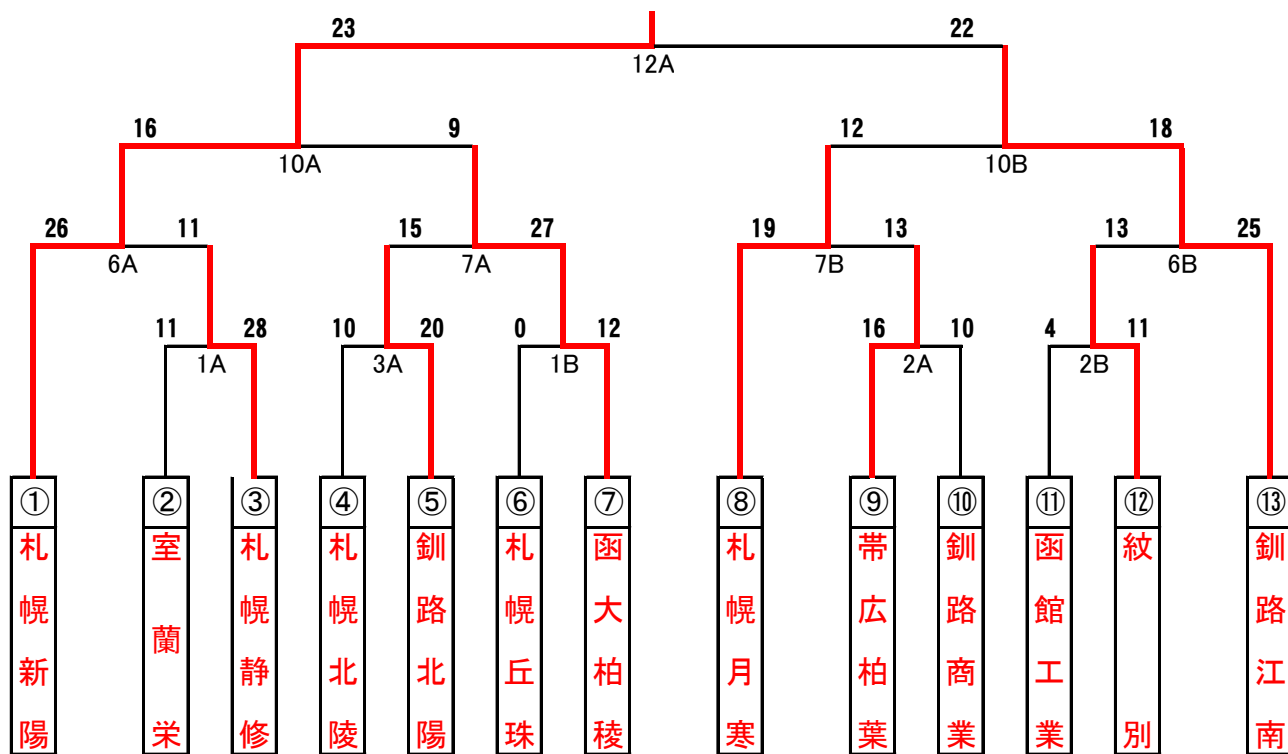 23 22
12A
16 9 12 18
10A 10B
26 11 15 27 19 13 13 25
6A 7A 7B 6B
11 28 10 20 0 12 16 10 4 11
1A 3A 1B 2A 2B
① ② ③ ④ ⑤ ⑥ ⑦ ⑧ ⑨ ⑩ ⑪ ⑫ ⑬
札幌新陽
室蘭栄
札幌静修
札幌北陵
釧路北陽
札幌丘珠
函大柏稜
札幌月寒
帯広柏葉
釧路商業
函館工業
紋別
釧路江南